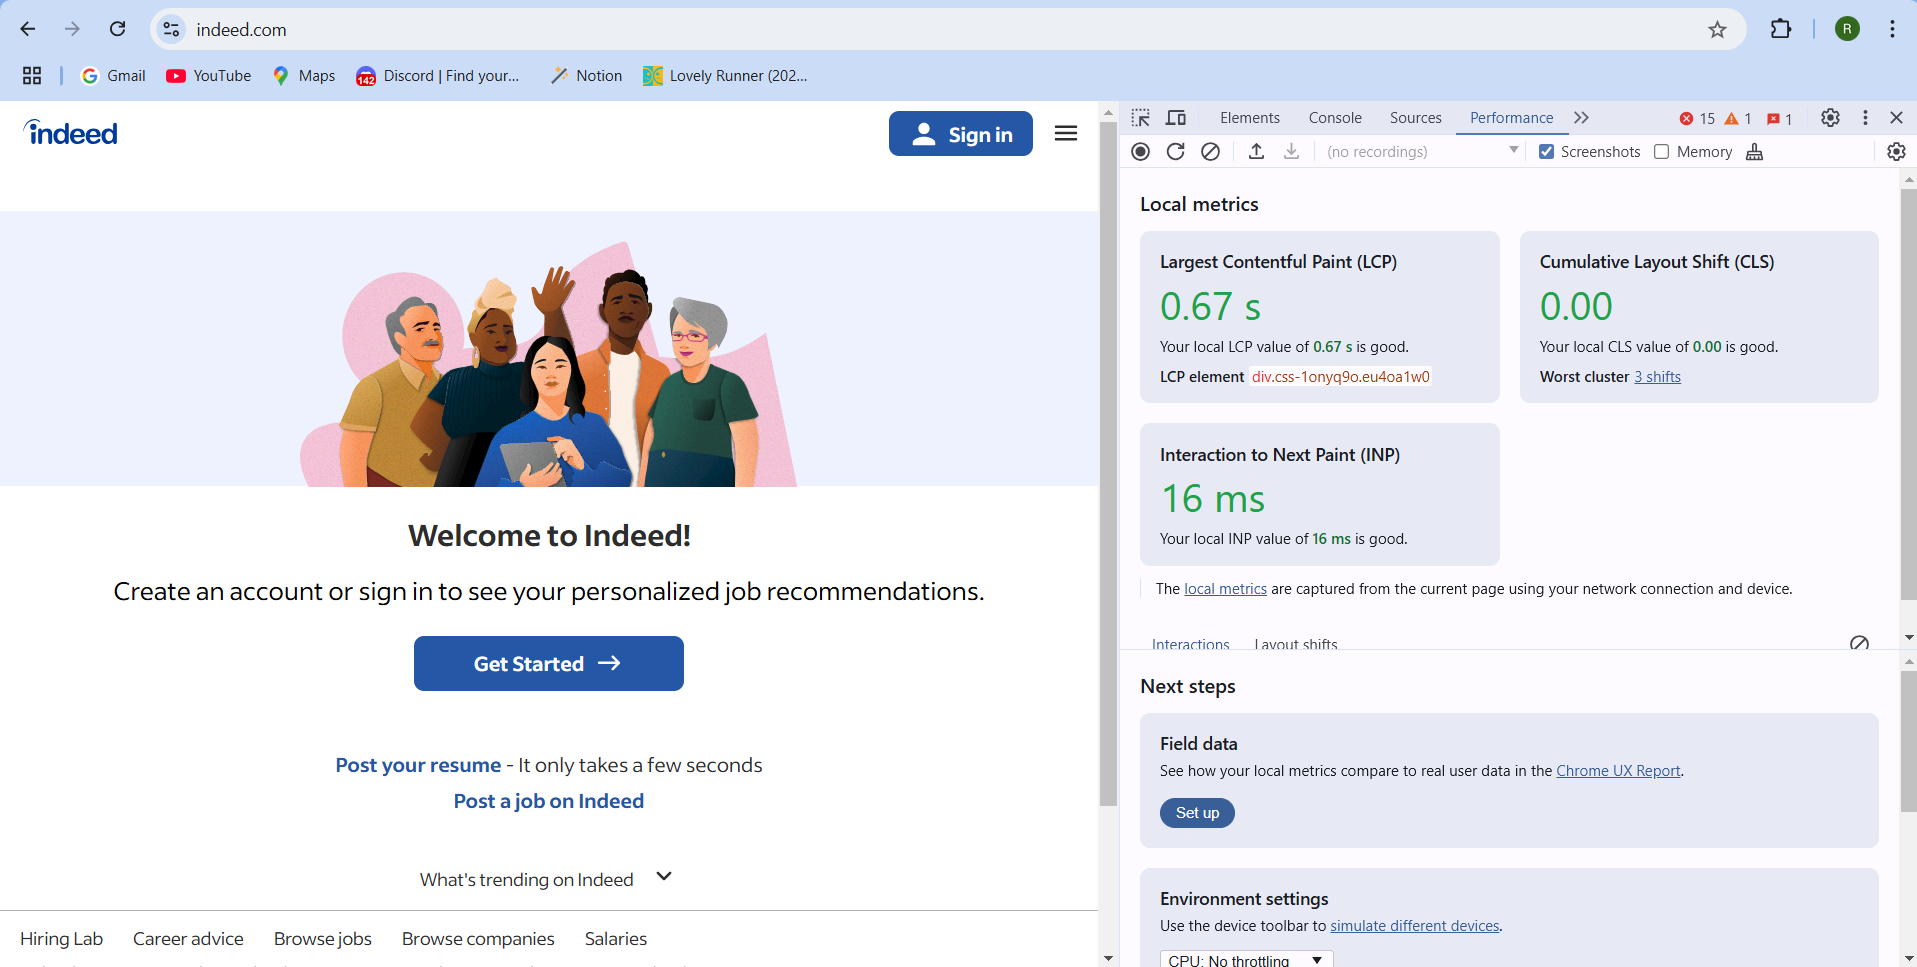 indeed.com
Gmail
YouTube
Maps
142
Discord | Find your...
Notion
Lovely Runner (202...
R
indeed
Sign in
Welcome to Indeed!
Create an account or sign in to see your personalized job recommendations.
Get Started
Post your resume - It only takes a few seconds
Post a job on Indeed
What's trending on Indeed
Hiring Lab Career advice Browse jobs Browse companies Salaries
Elements Console Sources Performance 15 1 1
(no recordings) Screenshots Memory
Local metrics
Largest Contentful Paint (LCP)
0.67 s
Your local LCP value of 0.67 s is good.
LCP element div.css-1onyq9o.eu4oa1w0
Cumulative Layout Shift (CLS)
0.00
Your local CLS value of 0.00 is good.
Worst cluster 3 shifts
Interaction to Next Paint (INP)
16 ms
Your local INP value of 16 ms is good.
The local metrics are captured from the current page using your network connection and device.
Interactions Layout shifts
Next steps
Field data
See how your local metrics compare to real user data in the Chrome UX Report.
Set up
Environment settings
Use the device toolbar to simulate different devices.
CPU: No throttling